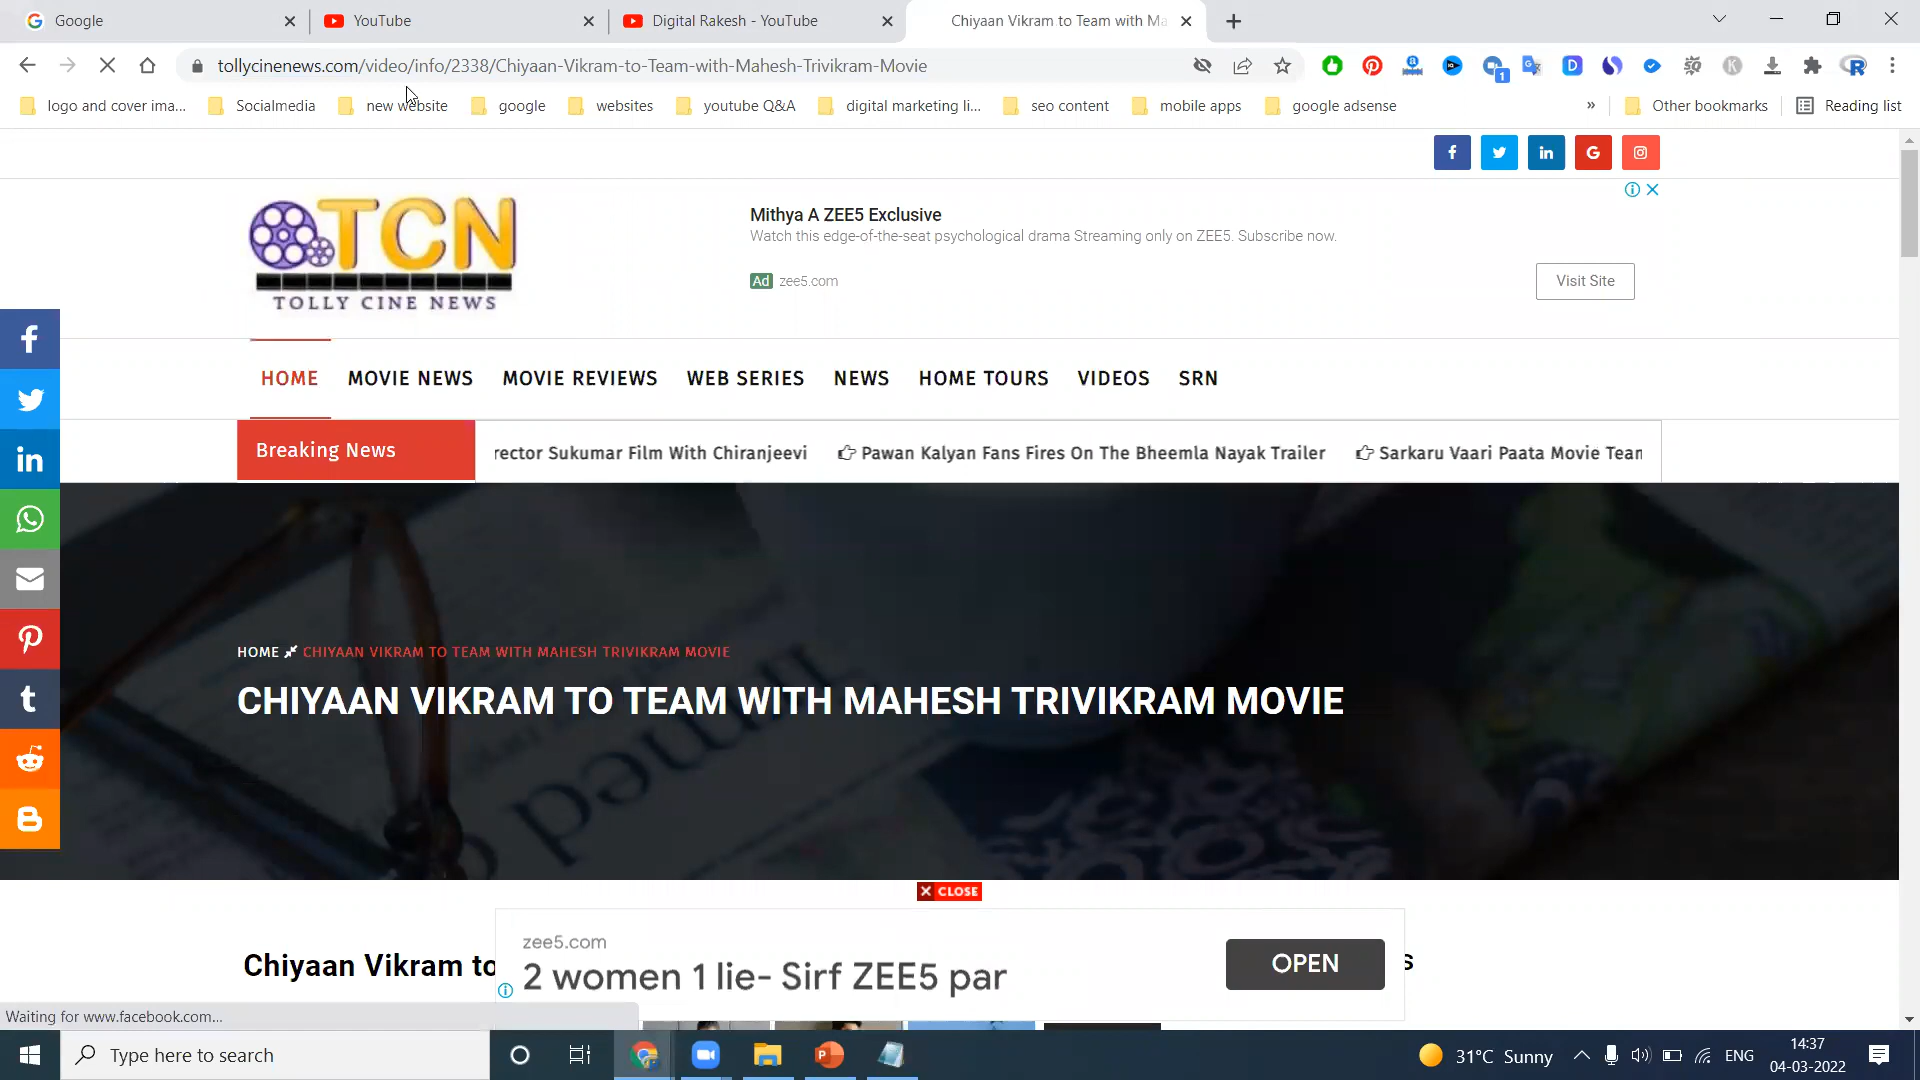 Google
YouTube
Digital Rakesh - YouTube
Chiyaan Vikram to Team with Ma
tollycinenews.com/video/info/2338/Chiyaan-Vikram-to-Team-with-Mahesh-Trivikram-Movie
logo and cover ima...
Socialmedia
new website
google
websites
youtube Q&A
digital marketing li...
seo content
mobile apps
google adsense
»
Other bookmarks
Reading list
TCN
TOLLY CINE NEWS
Mithya A ZEE5 Exclusive
Watch this edge-of-the-seat psychological drama Streaming only on ZEE5. Subscribe now.
Ad zee5.com
Visit Site
HOME
MOVIE NEWS
MOVIE REVIEWS
WEB SERIES
NEWS
HOME TOURS
VIDEOS
SRN
Breaking News
rector Sukumar Film With Chiranjeevi
Pawan Kalyan Fans Fires On The Bheemla Nayak Trailer
Sarkaru Vaari Paata Movie Tean
HOME CHIYAAN VIKRAM TO TEAM WITH MAHESH TRIVIKRAM MOVIE
CHIYAAN VIKRAM TO TEAM WITH MAHESH TRIVIKRAM MOVIE
CLOSE
zee5.com
2 women 1 lie- Sirf ZEE5 par
OPEN
Chiyaan Vikram to
s
Waiting for www.facebook.com...
Type here to search
31°C Sunny
ENG
14:37
04-03-2022